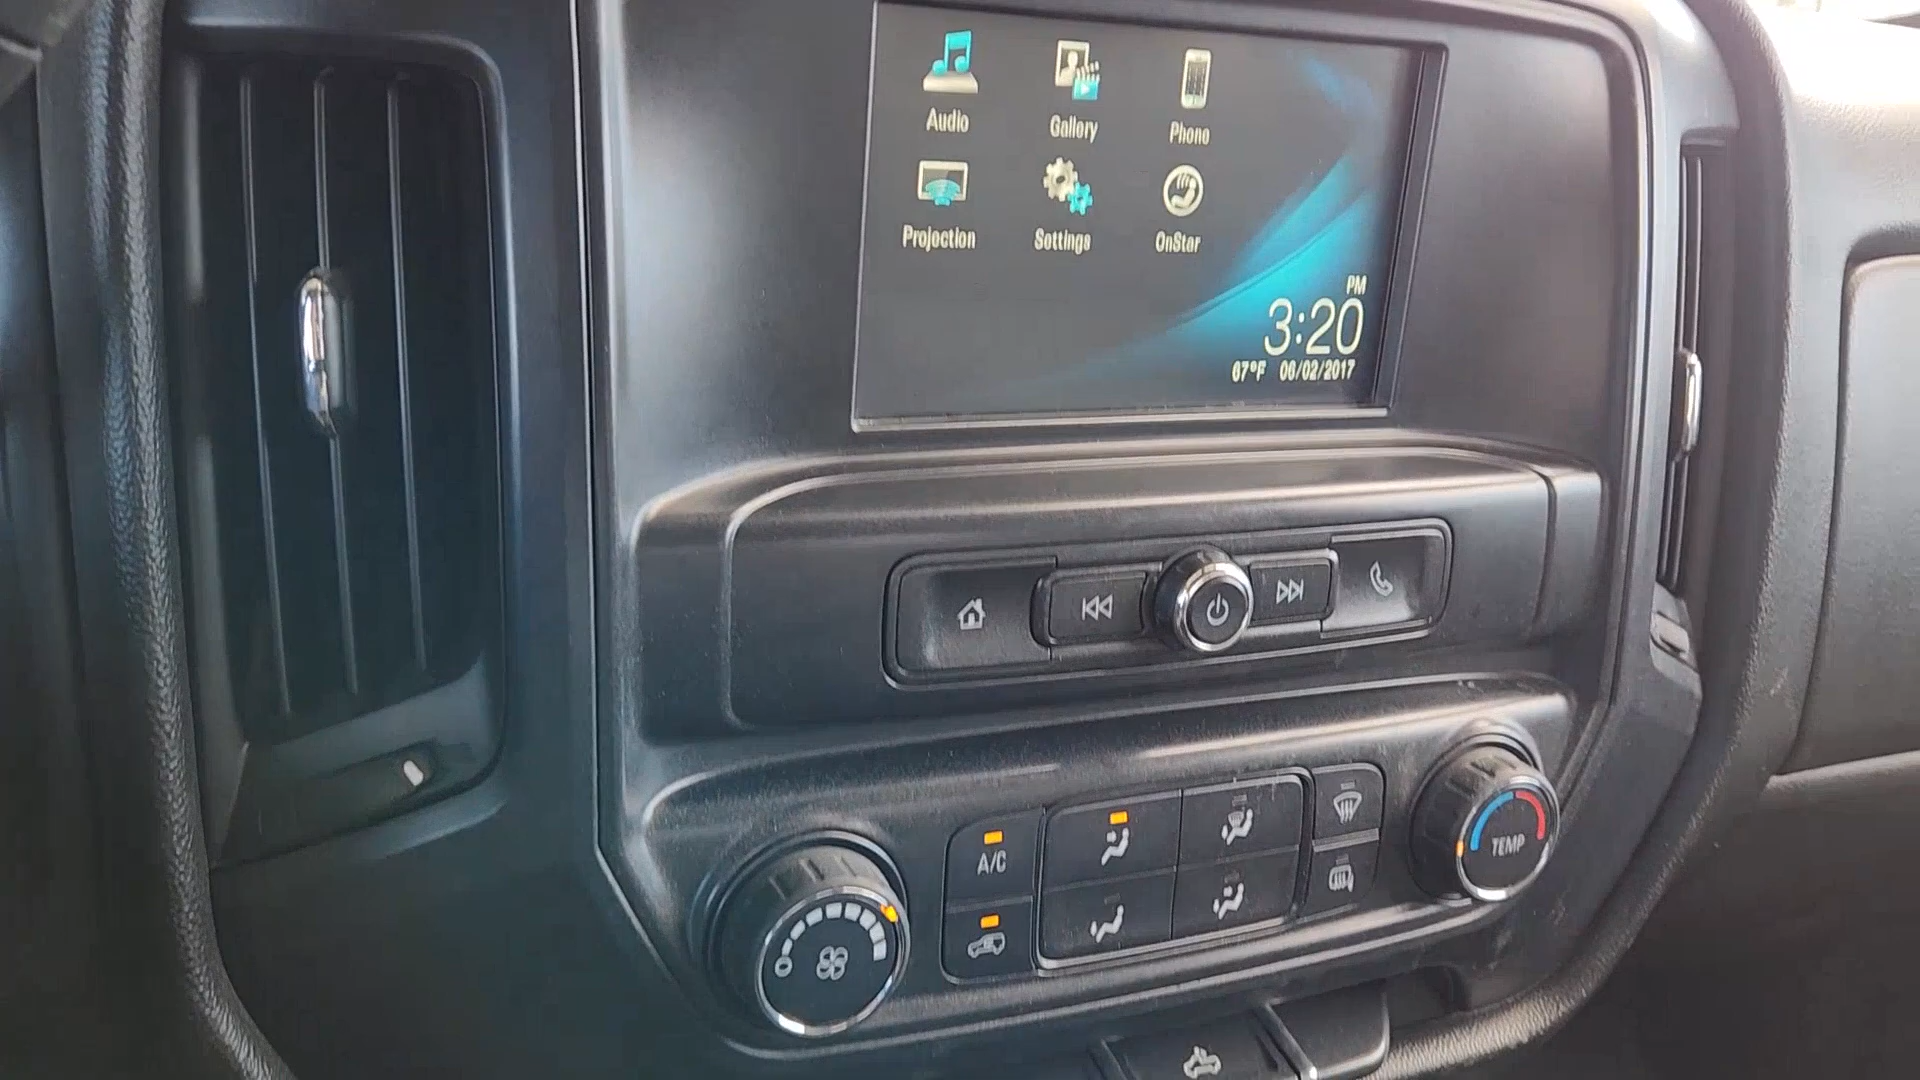 Audio Gallery Phone
Projection Settings OnStar
PM
3:20
67°F 06/02/2017
A/C
TEMP